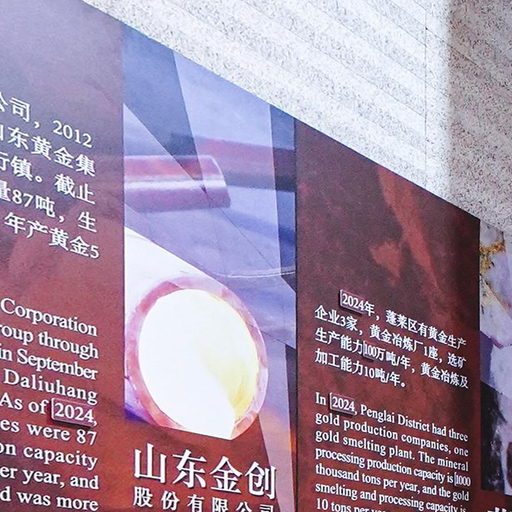 公司，2012
山东黄金集
行镇。截止
量87吨，生
年产黄金5
Corporation
roup through
in September
Daliuhang
As of 2024,
es were 87
on capacity
er year, and
d was more
山东金创
股份有限公司
2024年，蓬莱区有黄金生产
企业3家，黄金冶炼厂1座，选矿
生产能力100万吨/年，黄金冶炼及
加工能力10吨/年。
In 2024, Penglai District had three
gold production companies, one
gold smelting plant. The mineral
processing production capacity is 1000
thousand tons per year, and the gold
smelting and processing capacity is
10 tons per year.